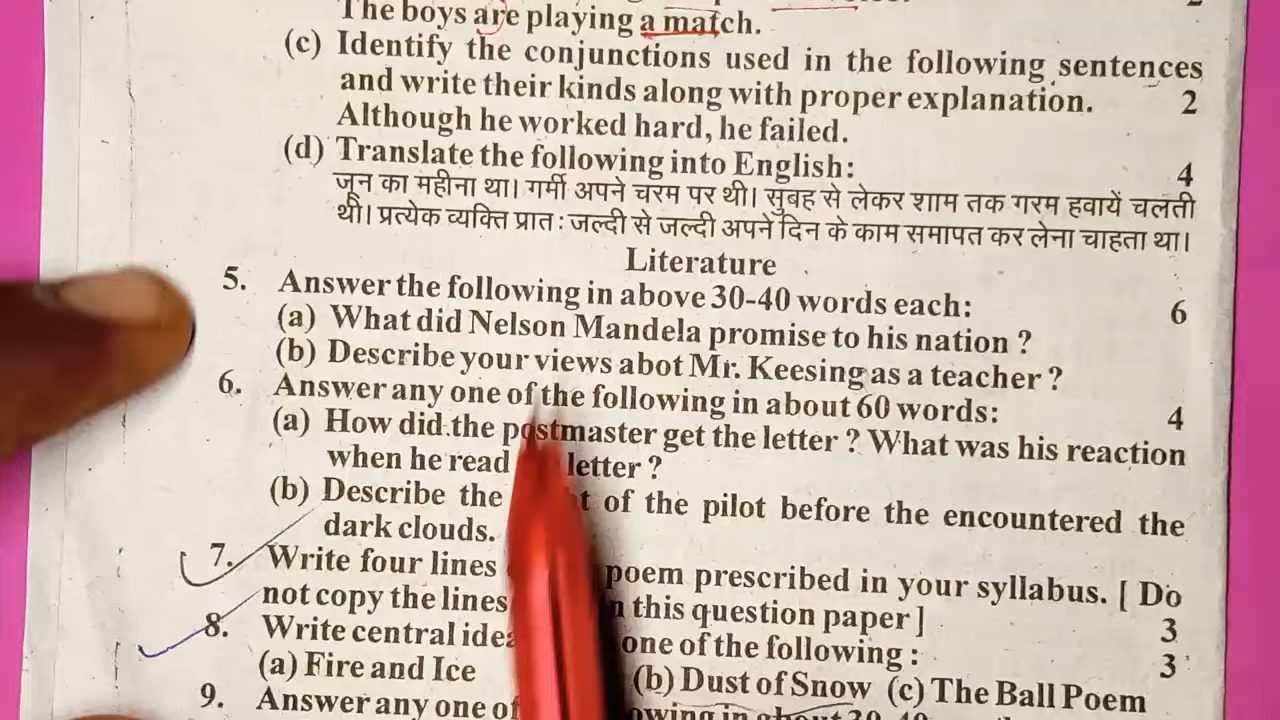 The boys are playing a match.
(c) Identify the conjunctions used in the following sentences
and write their kinds along with proper explanation. 2
Although he worked hard, he failed.
(d) Translate the following into English: 4
जून का महीना था। गर्मी अपने चरम पर थी। सुबह से लेकर शाम तक गरम हवायें चलती
थी। प्रत्येक व्यक्ति प्रातः जल्दी से जल्दी अपने दिन के काम समापत कर लेना चाहता था।
Literature
5. Answer the following in above 30-40 words each: 6
(a) What did Nelson Mandela promise to his nation ?
(b) Describe your views abot Mr. Keesing as a teacher ?
6. Answer any one of the following in about 60 words: 4
(a) How did the postmaster get the letter ? What was his reaction
when he read letter ?
(b) Describe the of the pilot before the encountered the
dark clouds.
7. Write four lines poem prescribed in your syllabus. [ Do
not copy the lines this question paper ] 3
8. Write central idea one of the following : 3
(a) Fire and Ice (b) Dust of Snow (c) The Ball Poem
9. Answer any one of in about 30-40